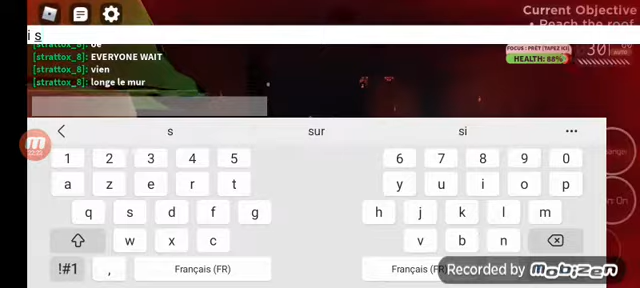 Current Objective
• Reach the roof
i s
[strattox_8]: oe
[strattox_8]: EVERYONE WAIT
[strattox_8]: vien
[strattox_8]: longe le mur
FOCUS : PRÊT (TAPEZ ICI)
HEALTH: 88%
30
s
sur
si
...
1 2 3 4 5 6 7 8 9 0
a z e r t y u i o p
q s d f g h j k l m
w x c v b n
!#1 , Français (FR) Français (FR)
Recorded by Mobizen